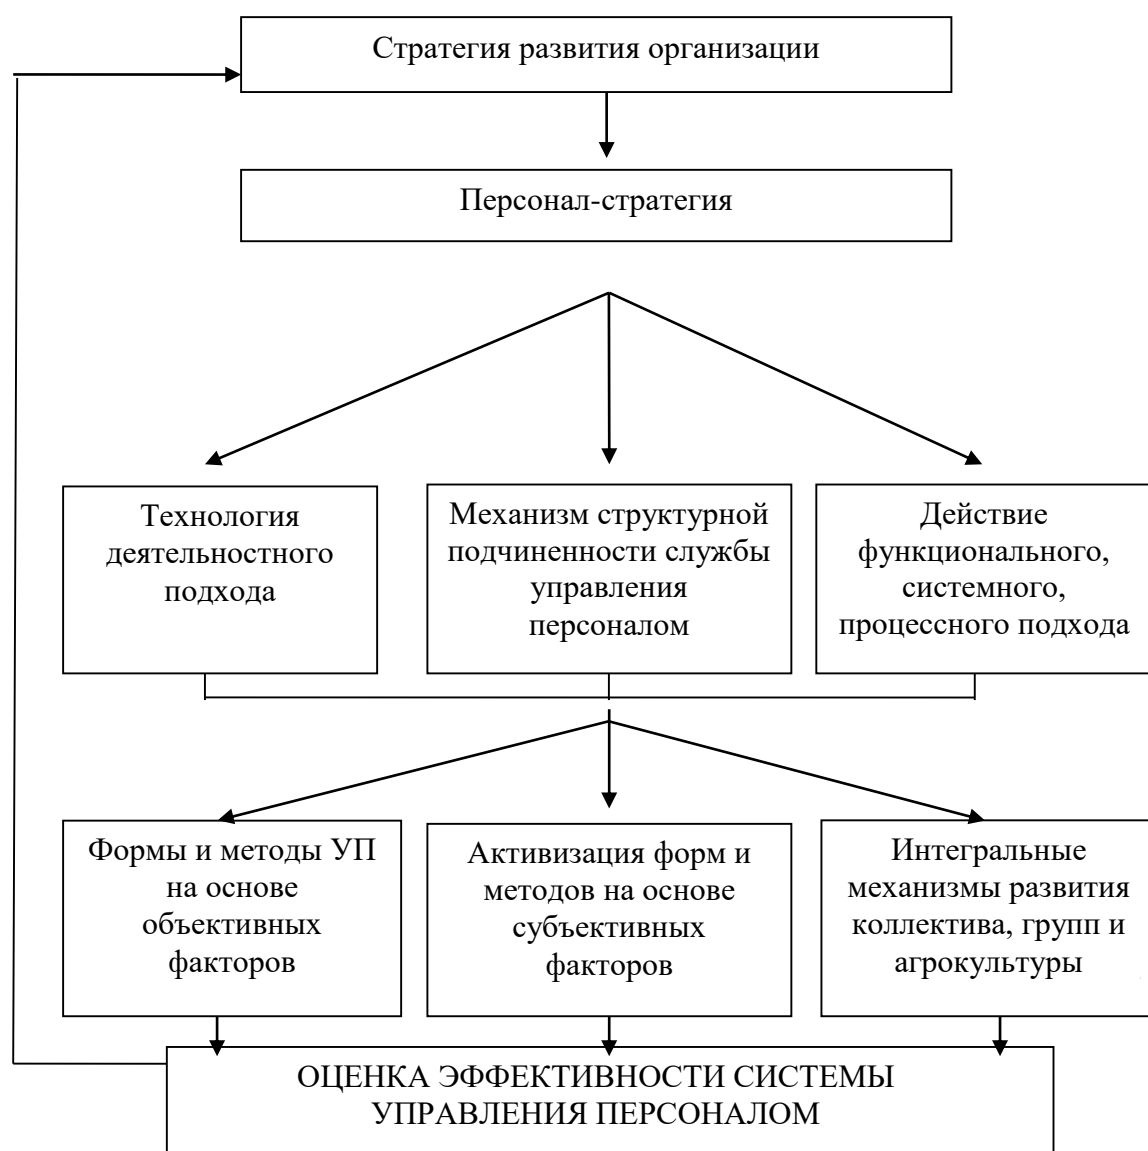 Стратегия развития организации
Персонал-стратегия
Технология
деятельностного
подхода
Механизм структурной
подчиненности службы
управления
персоналом
Действие
функционального,
системного,
процессного подхода
Формы и методы УП
на основе
объективных
факторов
Активизация форм и
методов на основе
субъективных
факторов
Интегральные
механизмы развития
коллектива, групп и
агрокультуры
ОЦЕНКА ЭФФЕКТИВНОСТИ СИСТЕМЫ
УПРАВЛЕНИЯ ПЕРСОНАЛОМ